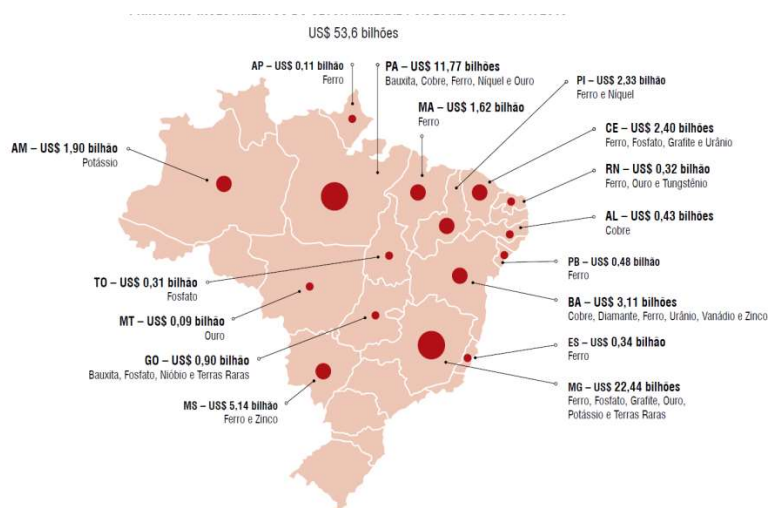 US$ 53,6 bilhões
AP – US$ 0,11 bilhão
Ferro
PA – US$ 11,77 bilhões
Bauxita, Cobre, Ferro, Níquel e Ouro
PI – US$ 2,33 bilhão
Ferro e Níquel
MA – US$ 1,62 bilhão
Ferro
CE – US$ 2,40 bilhões
Ferro, Fosfato, Grafite e Urânio
AM – US$ 1,90 bilhão
Potássio
RN – US$ 0,32 bilhão
Ferro, Ouro e Tungstênio
AL – US$ 0,43 bilhões
Cobre
PB – US$ 0,48 bilhão
Ferro
TO – US$ 0,31 bilhão
Fosfato
BA – US$ 3,11 bilhões
Cobre, Diamante, Ferro, Urânio, Vanádio e Zinco
MT – US$ 0,09 bilhão
Ouro
ES – US$ 0,34 bilhão
Ferro
GO – US$ 0,90 bilhão
Bauxita, Fosfato, Nióbio e Terras Raras
MG – US$ 22,44 bilhões
Ferro, Fosfato, Grafite, Ouro,
Potássio e Terras Raras
MS – US$ 5,14 bilhão
Ferro e Zinco